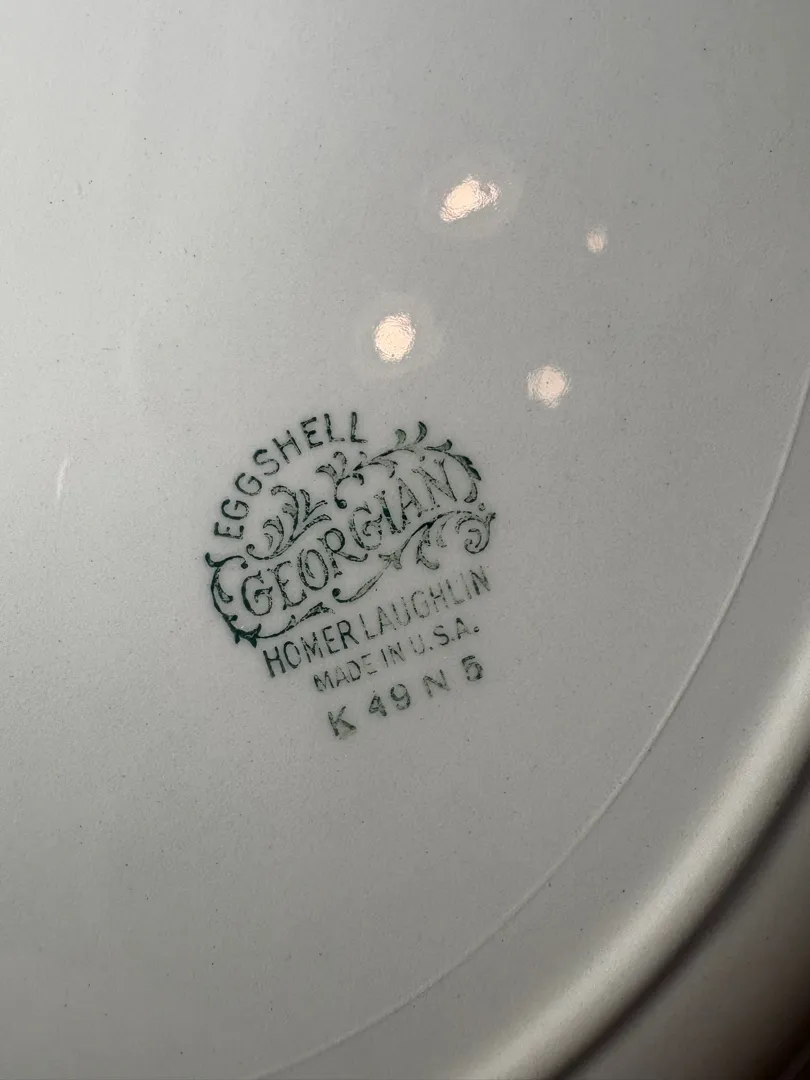 EGGSHELL
GEORGIAN
HOMER LAUGHLIN
MADE IN U.S.A.
K 49 N 5